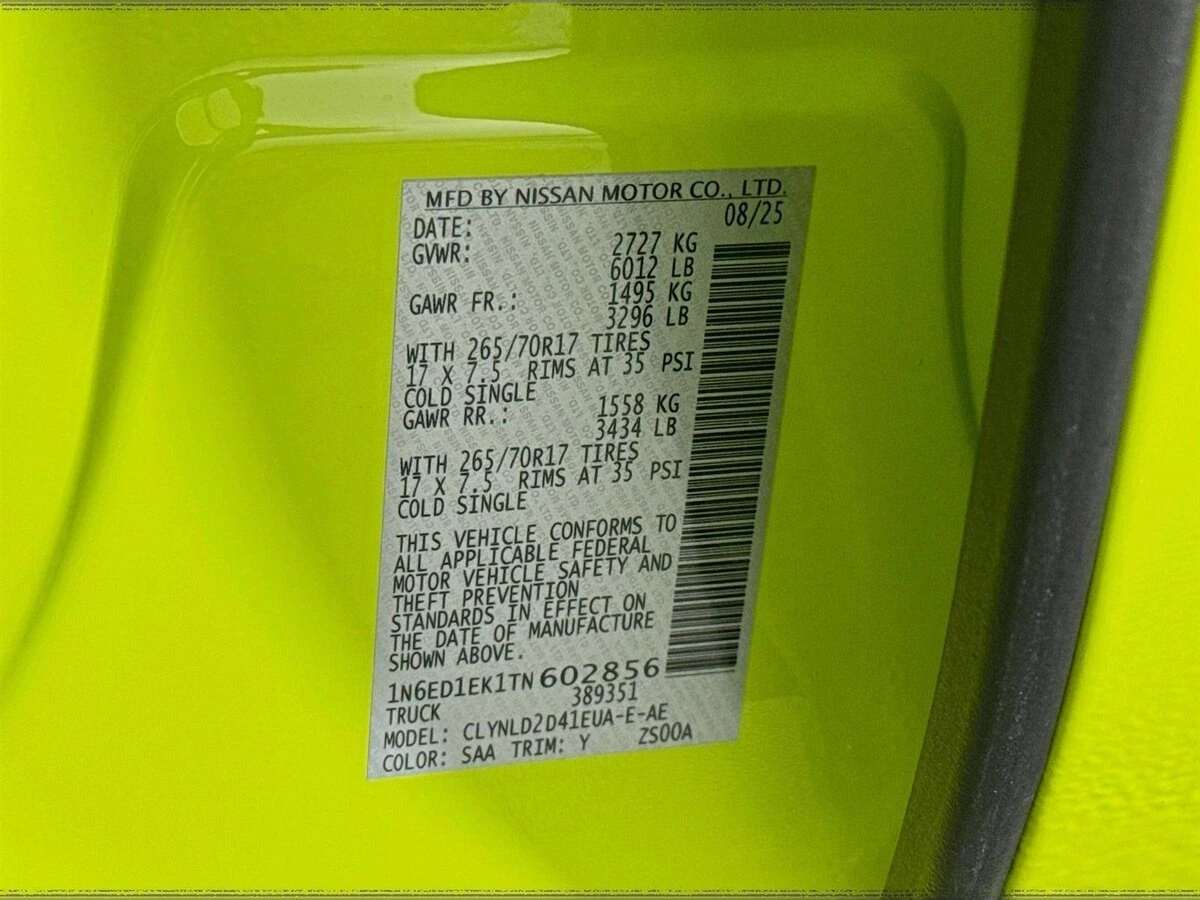 MFD BY NISSAN MOTOR CO., LTD.
DATE: 08/25
GVWR: 2727 KG
6012 LB
GAWR FR.: 1495 KG
3296 LB
WITH 265/70R17 TIRES
17 X 7.5 RIMS AT 35 PSI
COLD SINGLE
GAWR RR.: 1558 KG
3434 LB
WITH 265/70R17 TIRES
17 X 7.5 RIMS AT 35 PSI
COLD SINGLE
THIS VEHICLE CONFORMS TO
ALL APPLICABLE FEDERAL
MOTOR VEHICLE SAFETY AND
THEFT PREVENTION
STANDARDS IN EFFECT ON
THE DATE OF MANUFACTURE
SHOWN ABOVE.
1N6ED1EK1TN602856
389351
TRUCK
MODEL: CLYNLD2D41EUA-E-AE
COLOR: SAA TRIM: Y ZS00A